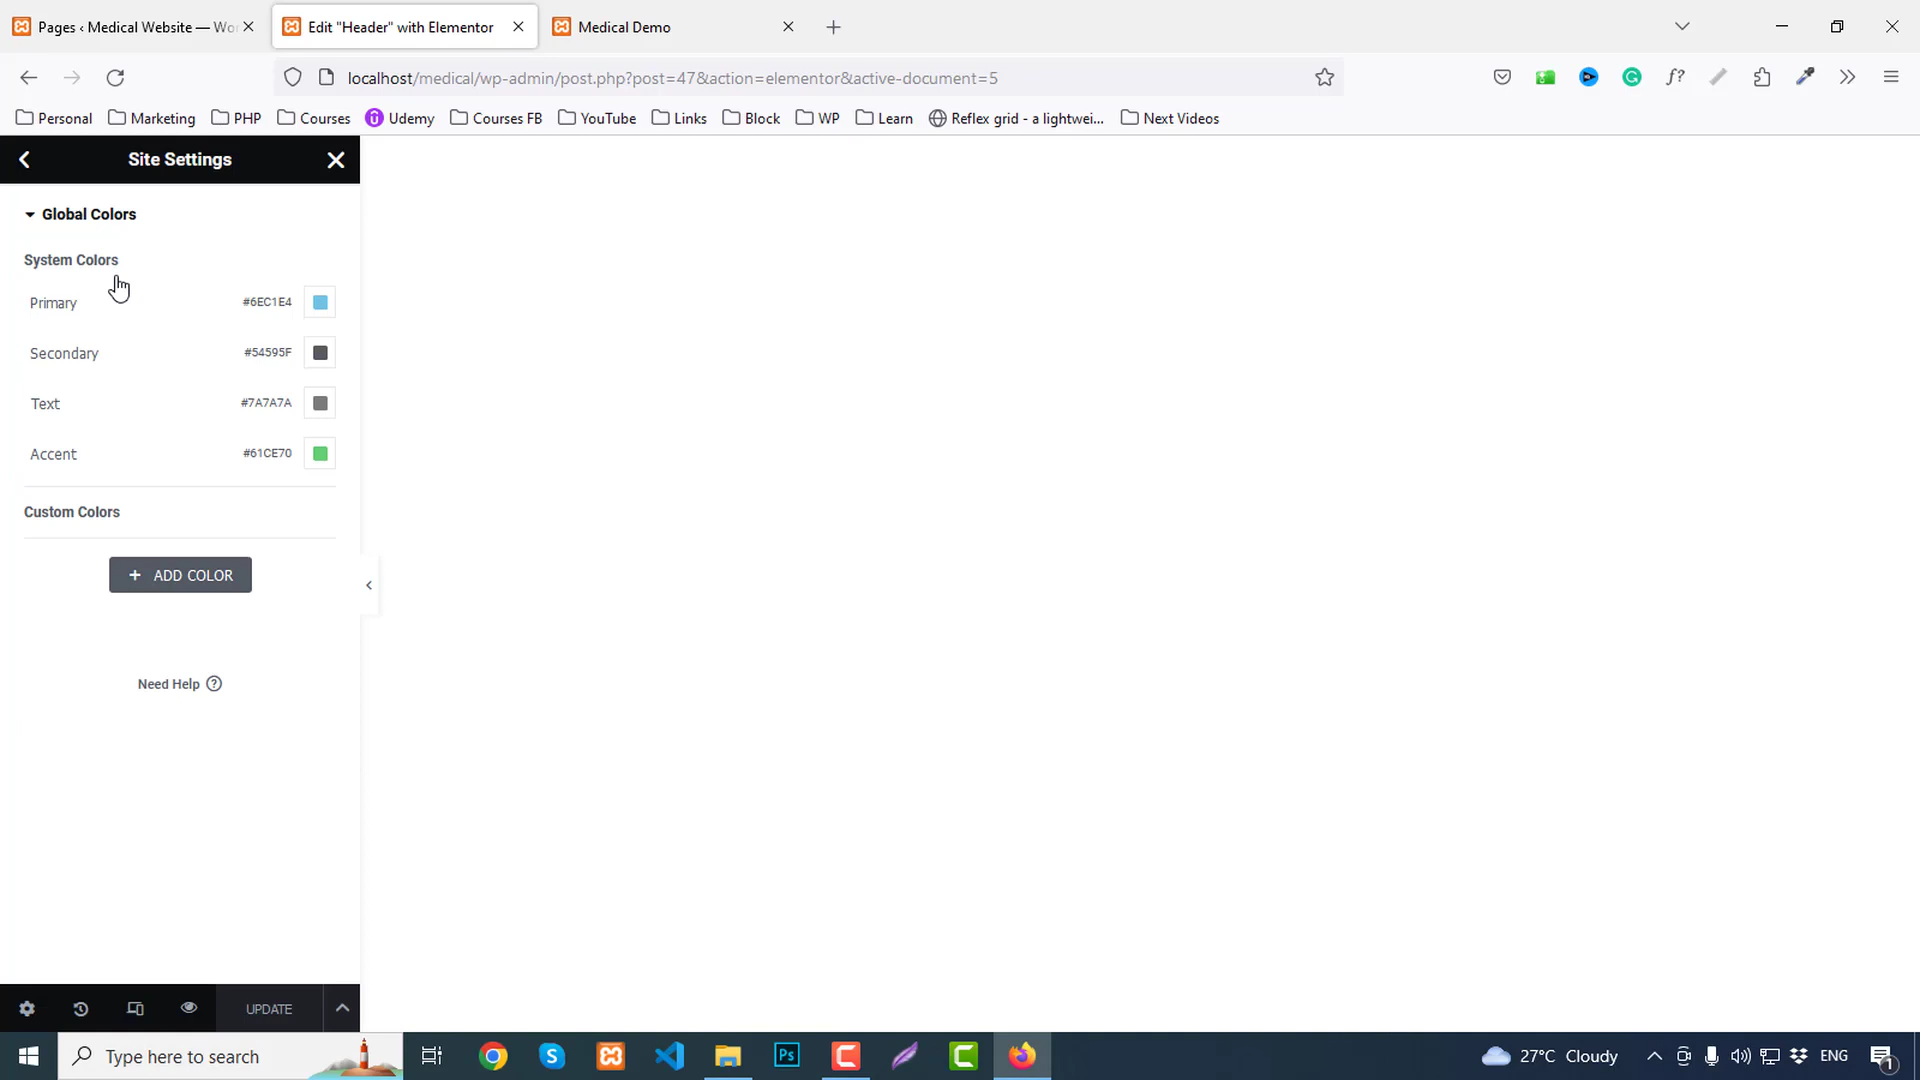 Pages ‹ Medical Website — Wo
Edit "Header" with Elementor
Medical Demo
localhost/medical/wp-admin/post.php?post=47&action=elementor&active-document=5
Personal
Marketing
PHP
Courses
Udemy
Courses FB
YouTube
Links
Block
WP
Learn
Reflex grid - a lightwei...
Next Videos
Site Settings
Global Colors
System Colors
Primary #6EC1E4
Secondary #54595F
Text #7A7A7A
Accent #61CE70
Custom Colors
+ ADD COLOR
Need Help ?
UPDATE
Type here to search
27°C Cloudy
ENG
1